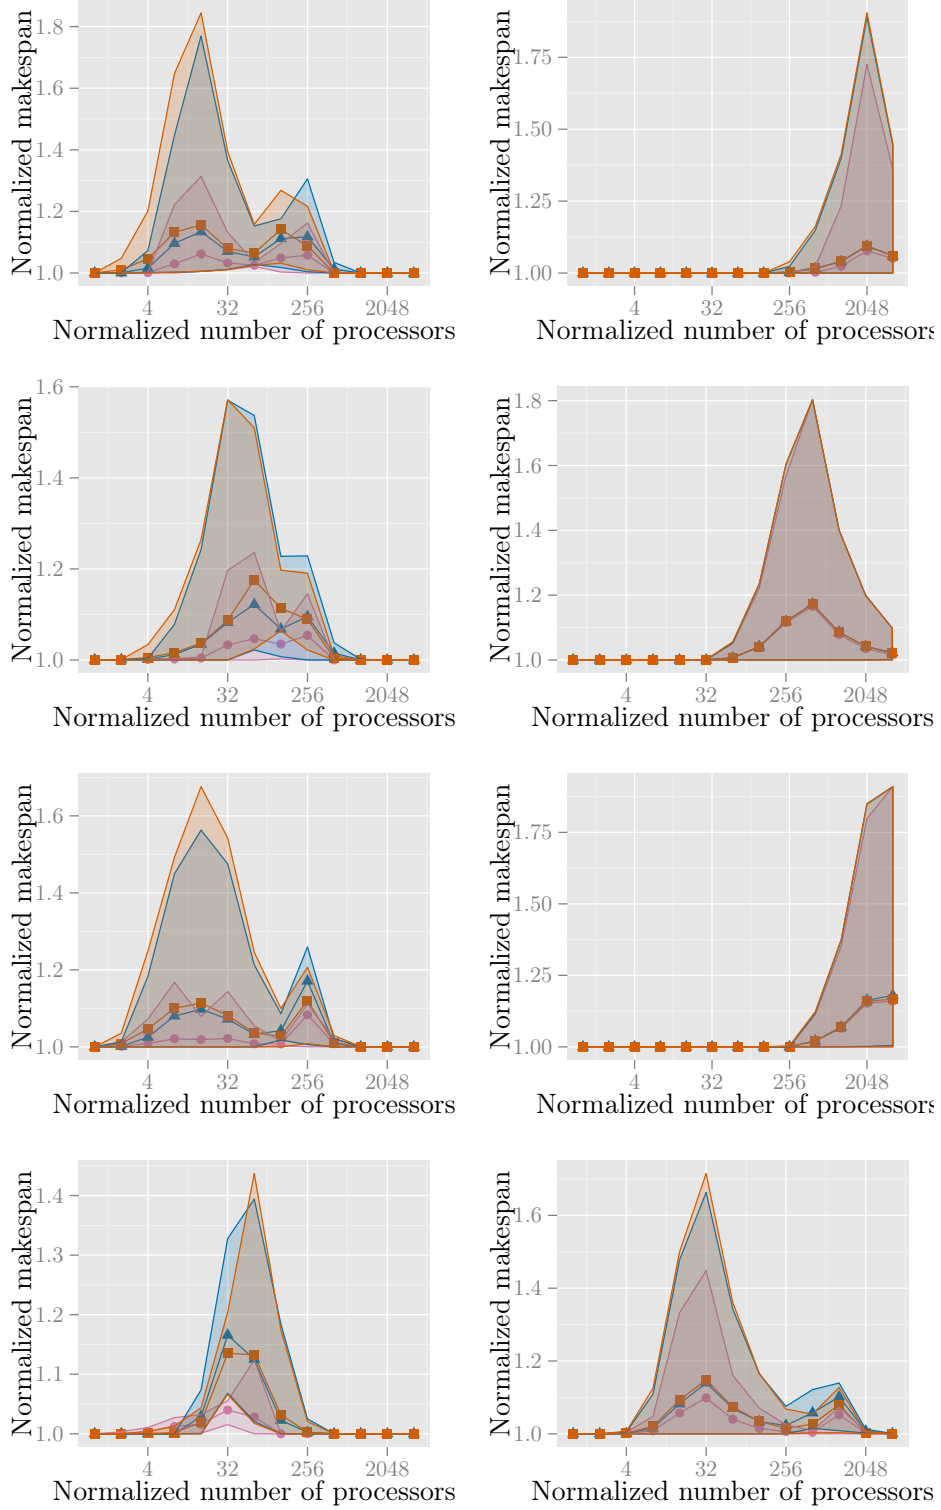 Normalized makespan
1.8
1.6
1.4
1.2
1.0
4 32 256 2048
Normalized number of processors
Normalized makespan
1.75
1.50
1.25
1.00
4 32 256 2048
Normalized number of processors
Normalized makespan
1.6
1.4
1.2
1.0
4 32 256 2048
Normalized number of processors
Normalized makespan
1.8
1.6
1.4
1.2
1.0
4 32 256 2048
Normalized number of processors
Normalized makespan
1.6
1.4
1.2
1.0
4 32 256 2048
Normalized number of processors
Normalized makespan
1.75
1.50
1.25
1.00
4 32 256 2048
Normalized number of processors
Normalized makespan
1.4
1.3
1.2
1.1
1.0
4 32 256 2048
Normalized number of processors
Normalized makespan
1.6
1.4
1.2
1.0
4 32 256 2048
Normalized number of processors